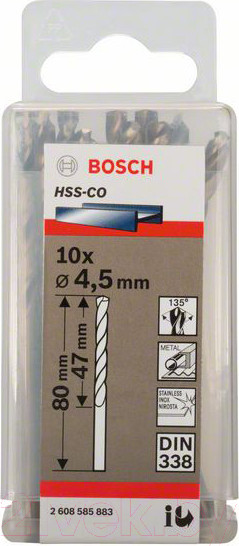 BOSCH
HSS-CO
10x
ø 4,5 mm
80 mm
47 mm
135°
METAL
STAINLESS
INOX
NIROSTA
DIN
338
2 608 585 883